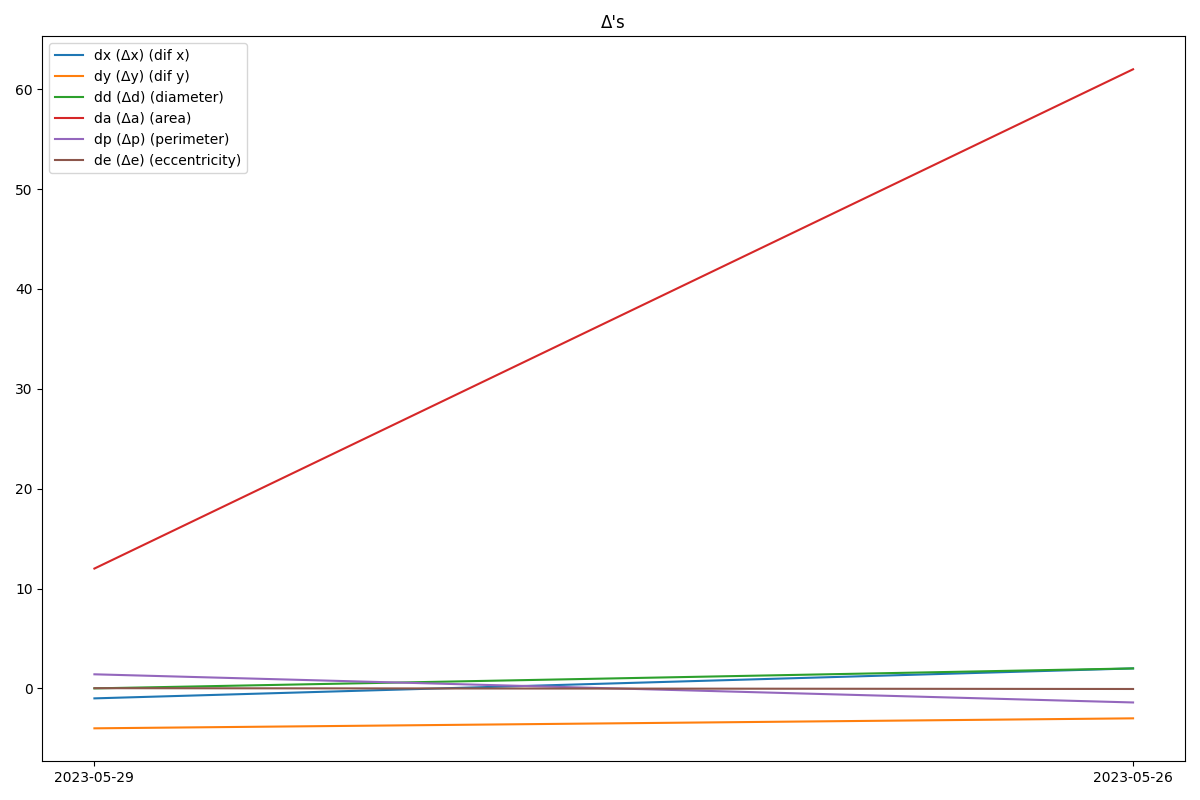 Δ's
dx (Δx) (dif x)
dy (Δy) (dif y)
dd (Δd) (diameter)
da (Δa) (area)
dp (Δp) (perimeter)
de (Δe) (eccentricity)
60
50
40
30
20
10
0
2023-05-29
2023-05-26